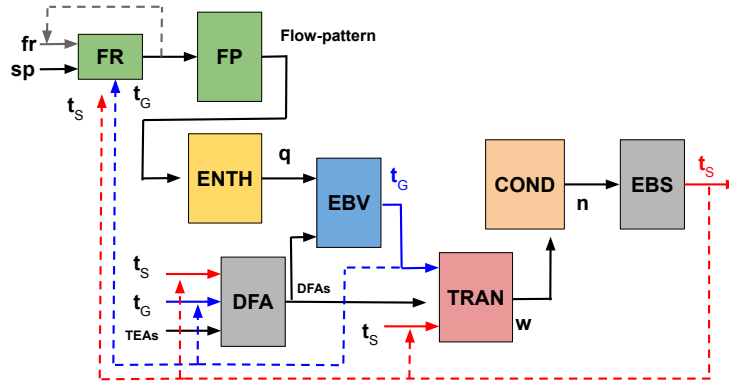 fr
sp
FR
FP
Flow-pattern
tS
tG
ENTH
q
EBV
tG
COND
n
EBS
tS
tS
tG
TEAs
DFA
DFAs
tS
TRAN
w